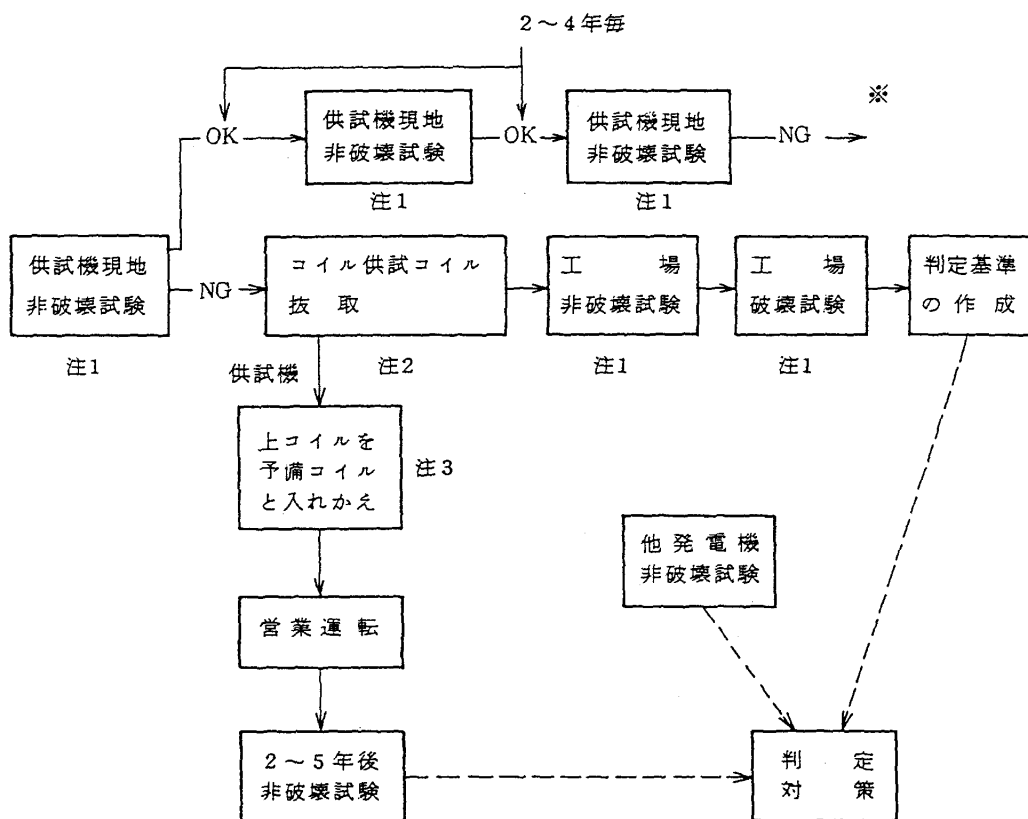 2～4年毎
※
OK
供試機現地
非破壊試験
注1
OK
供試機現地
非破壊試験
注1
NG
供試機現地
非破壊試験
注1
NG
コイル供試コイル
抜取
注2
工場
非破壊試験
注1
工場
破壊試験
注1
判定基準
の作成
供試機
上コイルを
予備コイル
と入れかえ
注3
他発電機
非破壊試験
営業運転
2～5年後
非破壊試験
判定
対策